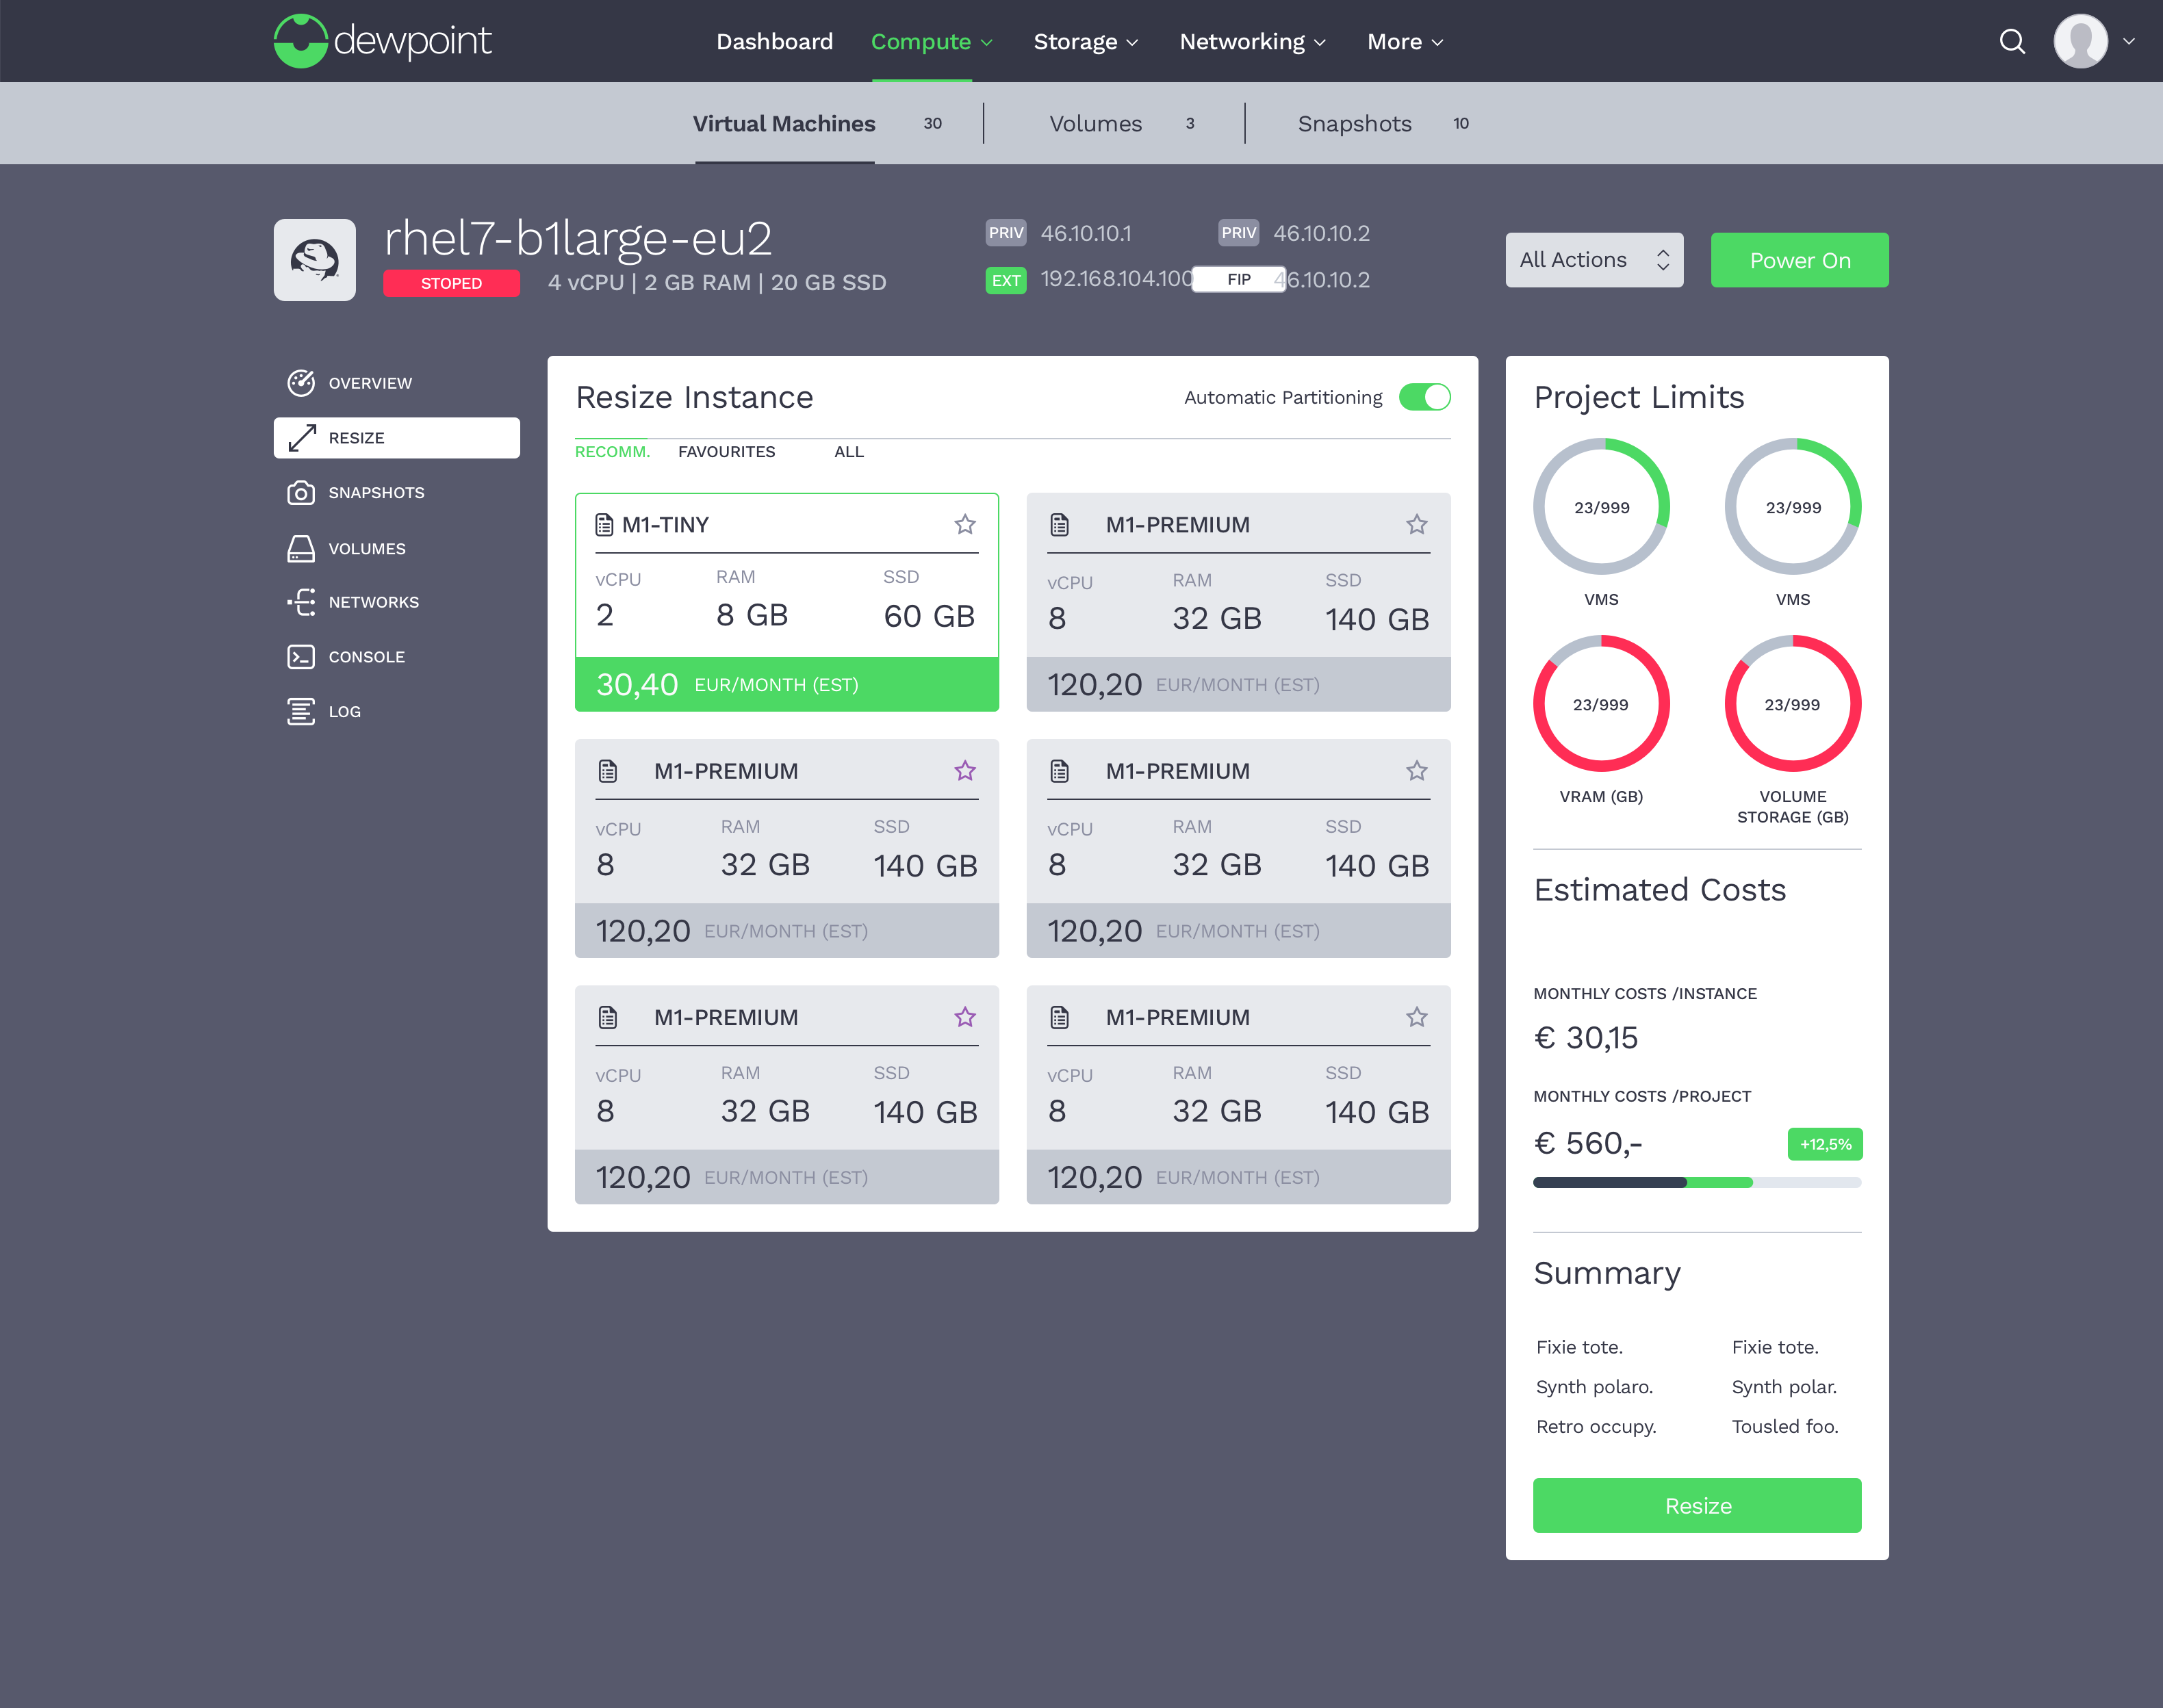 dewpoint
Dashboard Compute Storage Networking More
Virtual Machines 30 Volumes 3 Snapshots 10
rhel7-b1large-eu2
STOPED 4 vCPU | 2 GB RAM | 20 GB SSD
PRIV 46.10.10.1 PRIV 46.10.10.2
EXT 192.168.104.100 FIP 46.10.10.2
All Actions Power On
OVERVIEW
RESIZE
SNAPSHOTS
VOLUMES
NETWORKS
CONSOLE
LOG
Resize Instance Automatic Partitioning
RECOMM. FAVOURITES ALL
M1-TINY
vCPU RAM SSD
2 8 GB 60 GB
30,40 EUR/MONTH (EST)
M1-PREMIUM
vCPU RAM SSD
8 32 GB 140 GB
120,20 EUR/MONTH (EST)
M1-PREMIUM
vCPU RAM SSD
8 32 GB 140 GB
120,20 EUR/MONTH (EST)
M1-PREMIUM
vCPU RAM SSD
8 32 GB 140 GB
120,20 EUR/MONTH (EST)
M1-PREMIUM
vCPU RAM SSD
8 32 GB 140 GB
120,20 EUR/MONTH (EST)
M1-PREMIUM
vCPU RAM SSD
8 32 GB 140 GB
120,20 EUR/MONTH (EST)
Project Limits
23/999 23/999
VMS VMS
23/999 23/999
VRAM (GB) VOLUME
STORAGE (GB)
Estimated Costs
MONTHLY COSTS /INSTANCE
€ 30,15
MONTHLY COSTS /PROJECT
€ 560,- +12,5%
Summary
Fixie tote. Fixie tote.
Synth polaro. Synth polar.
Retro occupy. Tousled foo.
Resize